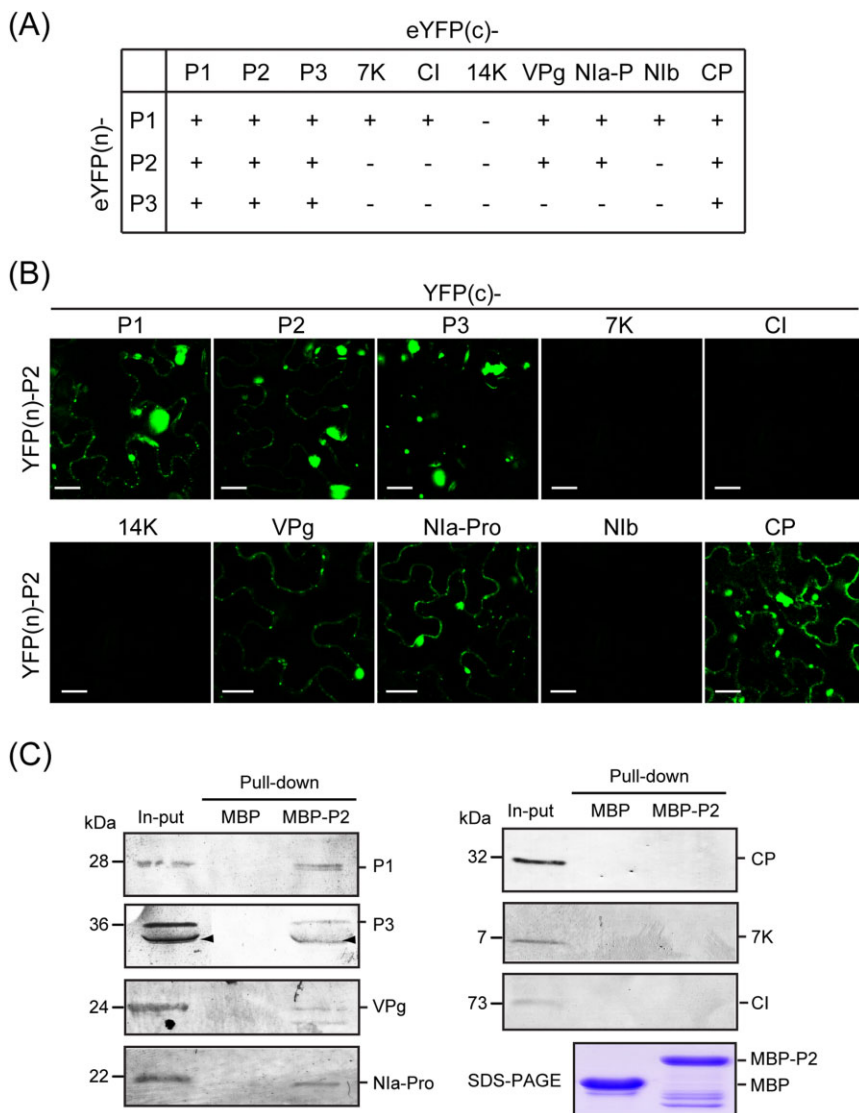 (A)
eYFP(c)-
P1 P2 P3 7K CI 14K VPg NIa-P NIb CP
eYFP(n)-
P1 + + + + + - + + + +
P2 + + + - - - + + - +
P3 + + + - - - - - - +
(B)
YFP(c)-
P1 P2 P3 7K CI
YFP(n)-P2
14K VPg NIa-Pro NIb CP
YFP(n)-P2
(C)
Pull-down
kDa In-put MBP MBP-P2
28 P1
36 P3
24 VPg
22 NIa-Pro
Pull-down
kDa In-put MBP MBP-P2
32 CP
7 7K
73 CI
SDS-PAGE MBP-P2
MBP